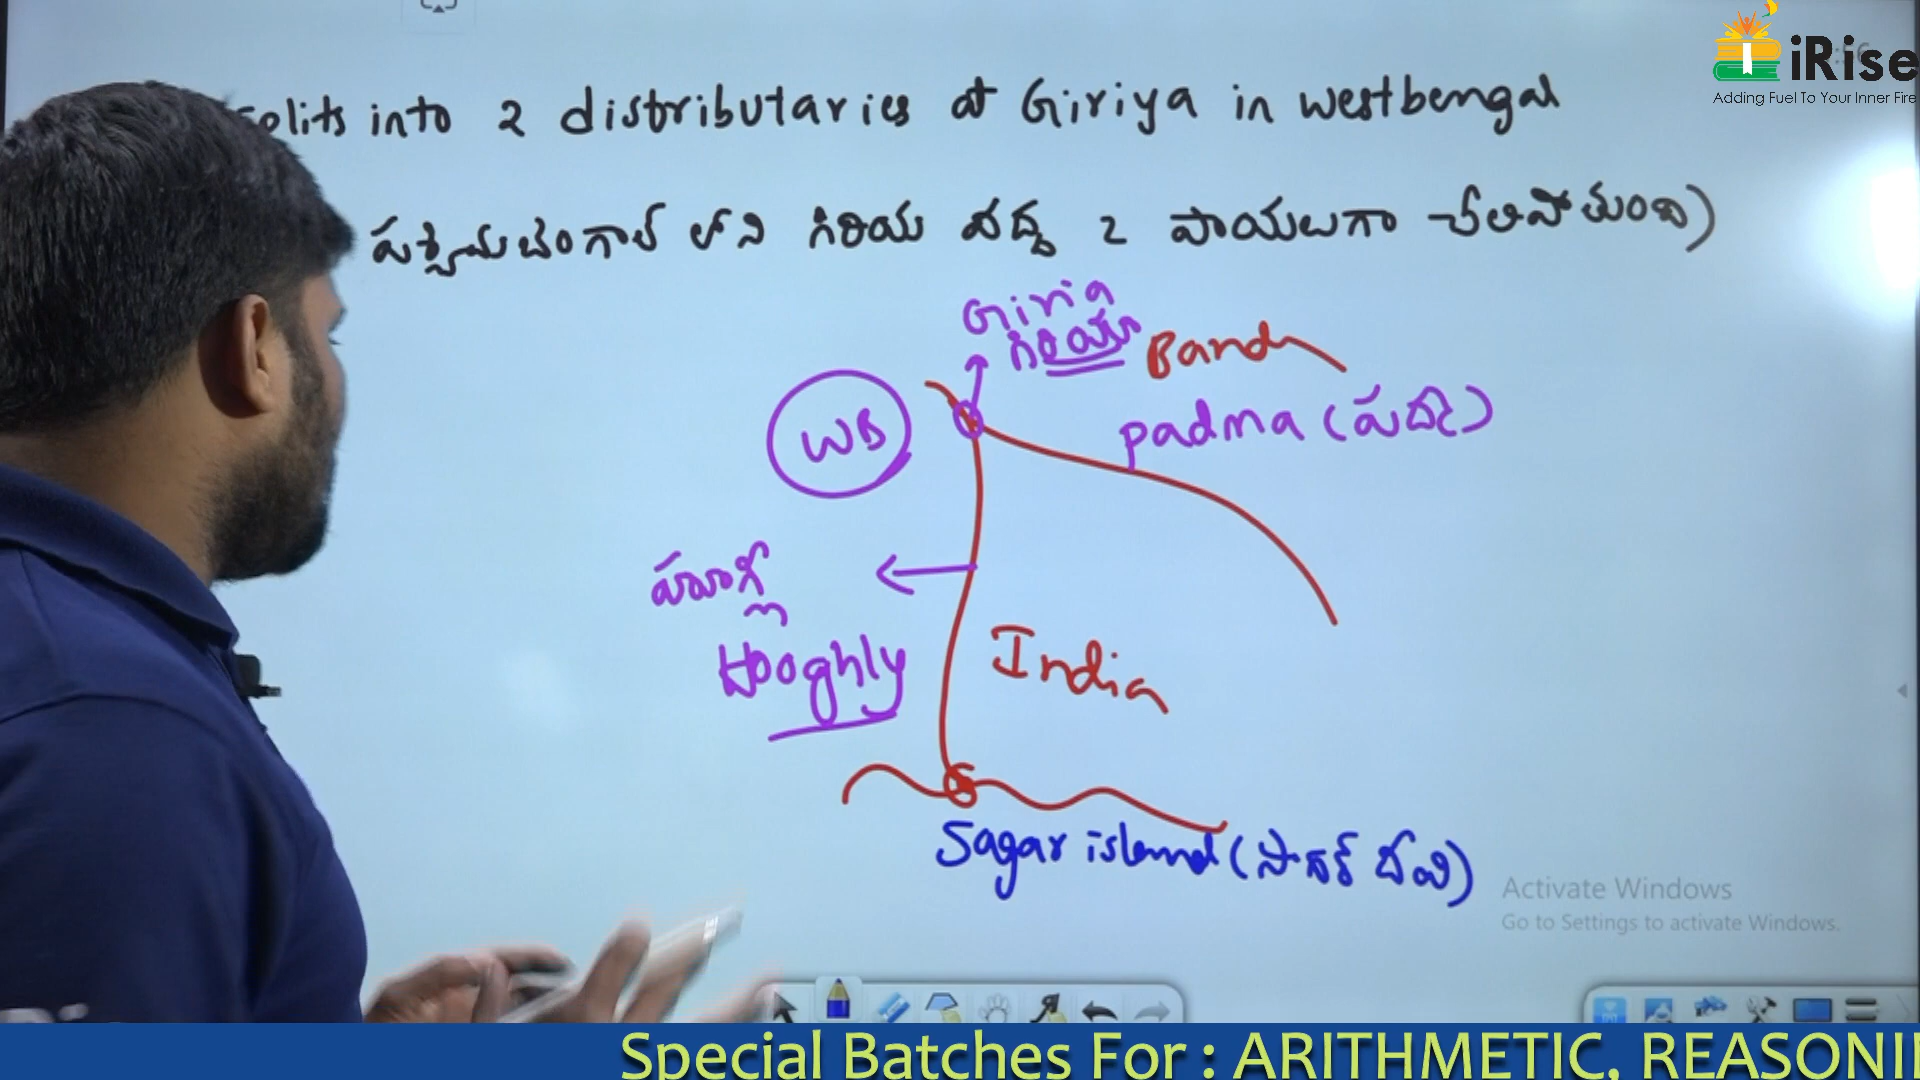 iRise
Adding Fuel To Your Inner Fire
splits into 2 distributaries at Giriya in westbengal
పశ్చిమబెంగాల్ లోని గిరియ వద్ద 2 పాయలుగా చీలిపోతుంది)
Giria
గిరియా
Band
WB
padma (పద్మా)
హుగ్లీ
Hooghly
India
Sagar island (సాగర్ దీవి)
Activate Windows
Go to Settings to activate Windows.
Special Batches For : ARITHMETIC, REASONIN